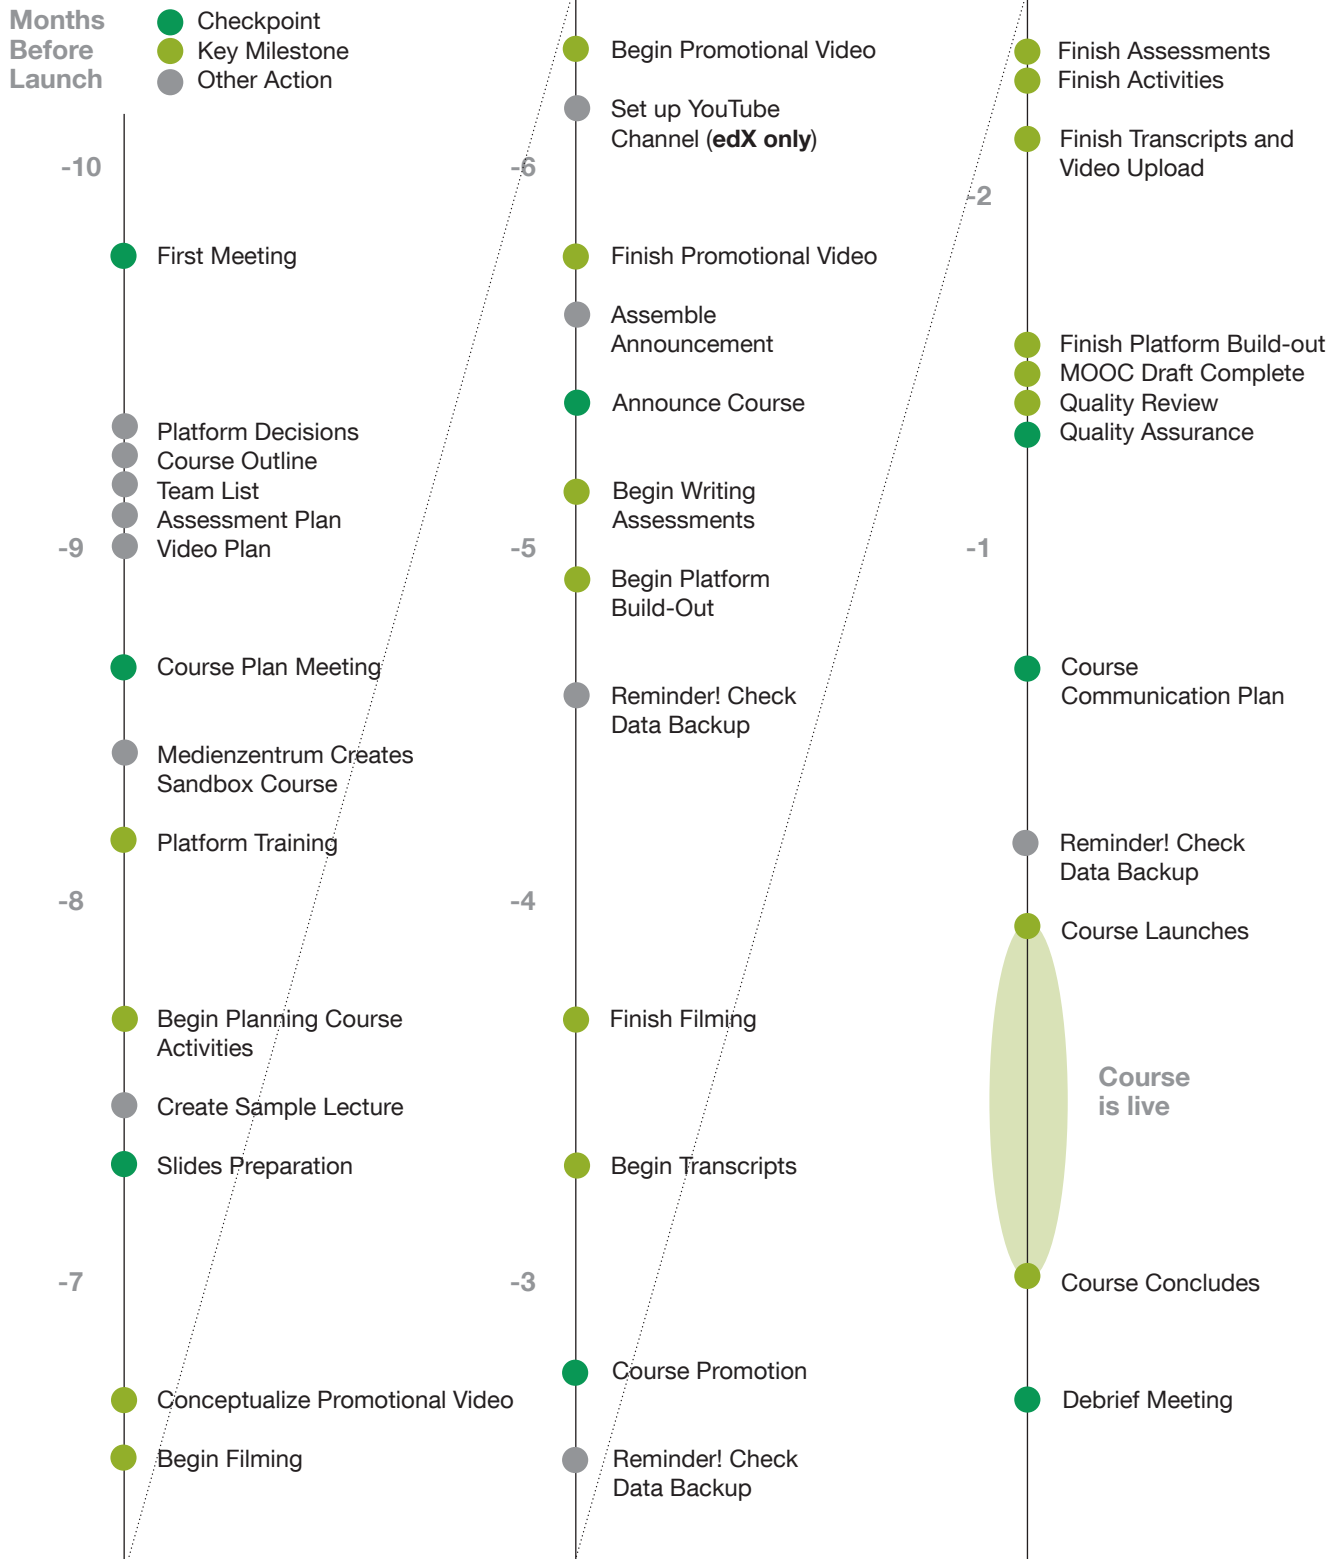 Months
Before
Launch
Checkpoint
Key Milestone
Other Action
-10
First Meeting
Platform Decisions
Course Outline
Team List
Assessment Plan
-9
Video Plan
Course Plan Meeting
Medienzentrum Creates
Sandbox Course
Platform Training
-8
Begin Planning Course
Activities
Create Sample Lecture
Slides Preparation
-7
Conceptualize Promotional Video
Begin Filming
Begin Promotional Video
Set up YouTube
Channel (edX only)
-6
Finish Promotional Video
Assemble
Announcement
Announce Course
Begin Writing
Assessments
-5
Begin Platform
Build-Out
Reminder! Check
Data Backup
-4
Finish Filming
Begin Transcripts
-3
Course Promotion
Reminder! Check
Data Backup
Finish Assessments
Finish Activities
Finish Transcripts and
Video Upload
-2
Finish Platform Build-out
MOOC Draft Complete
Quality Review
Quality Assurance
-1
Course
Communication Plan
Reminder! Check
Data Backup
Course Launches
Course
is live
Course Concludes
Debrief Meeting